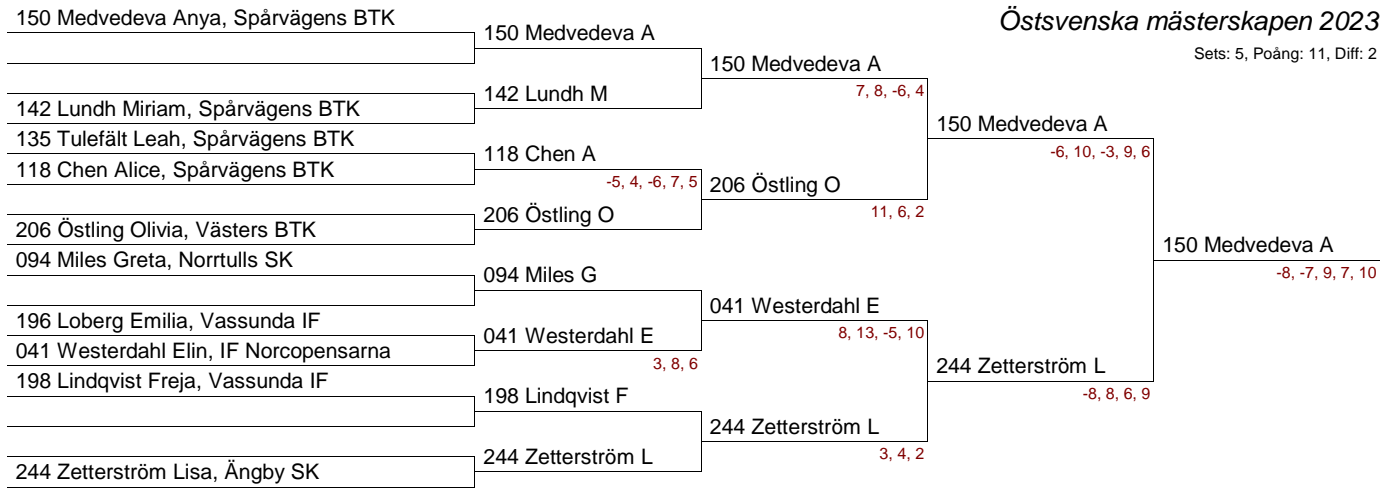 Östsvenska mästerskapen 2023
Sets: 5, Poång: 11, Diff: 2
150 Medvedeva Anya, Spårvägens BTK
142 Lundh Miriam, Spårvägens BTK
135 Tulefält Leah, Spårvägens BTK
118 Chen Alice, Spårvägens BTK
206 Östling Olivia, Västers BTK
094 Miles Greta, Norrtulls SK
196 Loberg Emilia, Vassunda IF
041 Westerdahl Elin, IF Norcopensarna
198 Lindqvist Freja, Vassunda IF
244 Zetterström Lisa, Ängby SK
150 Medvedeva A
142 Lundh M
118 Chen A
-5, 4, -6, 7, 5
206 Östling O
094 Miles G
041 Westerdahl E
3, 8, 6
198 Lindqvist F
244 Zetterström L
150 Medvedeva A
7, 8, -6, 4
206 Östling O
11, 6, 2
041 Westerdahl E
8, 13, -5, 10
244 Zetterström L
3, 4, 2
150 Medvedeva A
-6, 10, -3, 9, 6
244 Zetterström L
-8, 8, 6, 9
150 Medvedeva A
-8, -7, 9, 7, 10